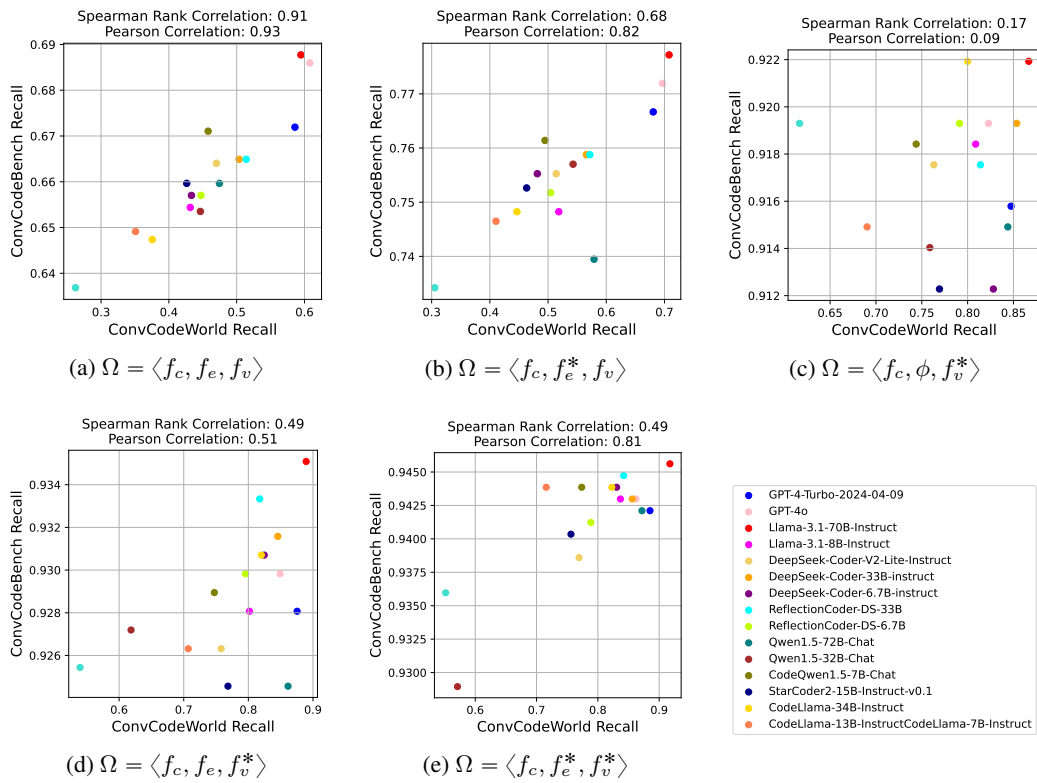 Spearman Rank Correlation: 0.91
Pearson Correlation: 0.93
0.69
0.68
0.67
0.66
0.65
0.64
ConvCodeBench Recall
0.3
0.4
0.5
0.6
ConvCodeWorld Recall
(a) Ω = ⟨f_c, f_e, f_v⟩
Spearman Rank Correlation: 0.68
Pearson Correlation: 0.82
0.77
0.76
0.75
0.74
ConvCodeBench Recall
0.3
0.4
0.5
0.6
0.7
ConvCodeWorld Recall
(b) Ω = ⟨f_c, f_e^*, f_v⟩
Spearman Rank Correlation: 0.17
Pearson Correlation: 0.09
0.922
0.920
0.918
0.916
0.914
0.912
ConvCodeBench Recall
0.65
0.70
0.75
0.80
0.85
ConvCodeWorld Recall
(c) Ω = ⟨f_c, ϕ, f_v^*⟩
Spearman Rank Correlation: 0.49
Pearson Correlation: 0.51
0.934
0.932
0.930
0.928
0.926
ConvCodeBench Recall
0.6
0.7
0.8
0.9
ConvCodeWorld Recall
(d) Ω = ⟨f_c, f_e, f_v^*⟩
Spearman Rank Correlation: 0.49
Pearson Correlation: 0.81
0.9450
0.9425
0.9400
0.9375
0.9350
0.9325
0.9300
ConvCodeBench Recall
0.6
0.7
0.8
0.9
ConvCodeWorld Recall
(e) Ω = ⟨f_c, f_e^*, f_v^*⟩
GPT-4-Turbo-2024-04-09
GPT-4o
Llama-3.1-70B-Instruct
Llama-3.1-8B-Instruct
DeepSeek-Coder-V2-Lite-Instruct
DeepSeek-Coder-33B-instruct
DeepSeek-Coder-6.7B-instruct
ReflectionCoder-DS-33B
ReflectionCoder-DS-6.7B
Qwen1.5-72B-Chat
Qwen1.5-32B-Chat
CodeQwen1.5-7B-Chat
StarCoder2-15B-Instruct-v0.1
CodeLlama-34B-Instruct
CodeLlama-13B-InstructCodeLlama-7B-Instruct